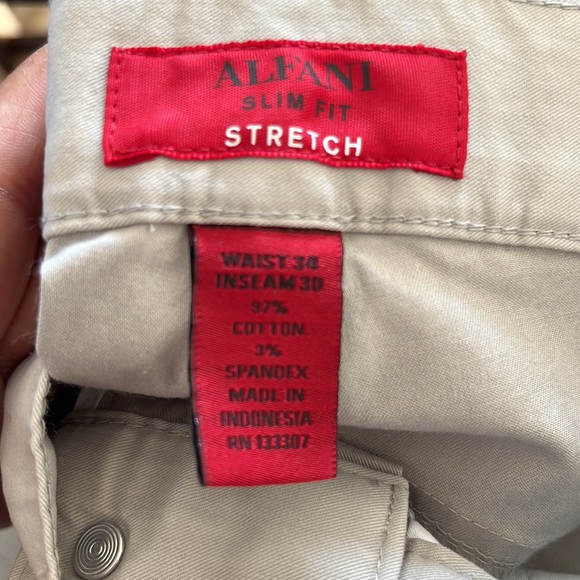 ALFANI
SLIM FIT
STRETCH
WAIST 34
INSEAM 30
97%
COTTON
3%
SPANDEX
MADE IN
INDONESIA
RN 133307